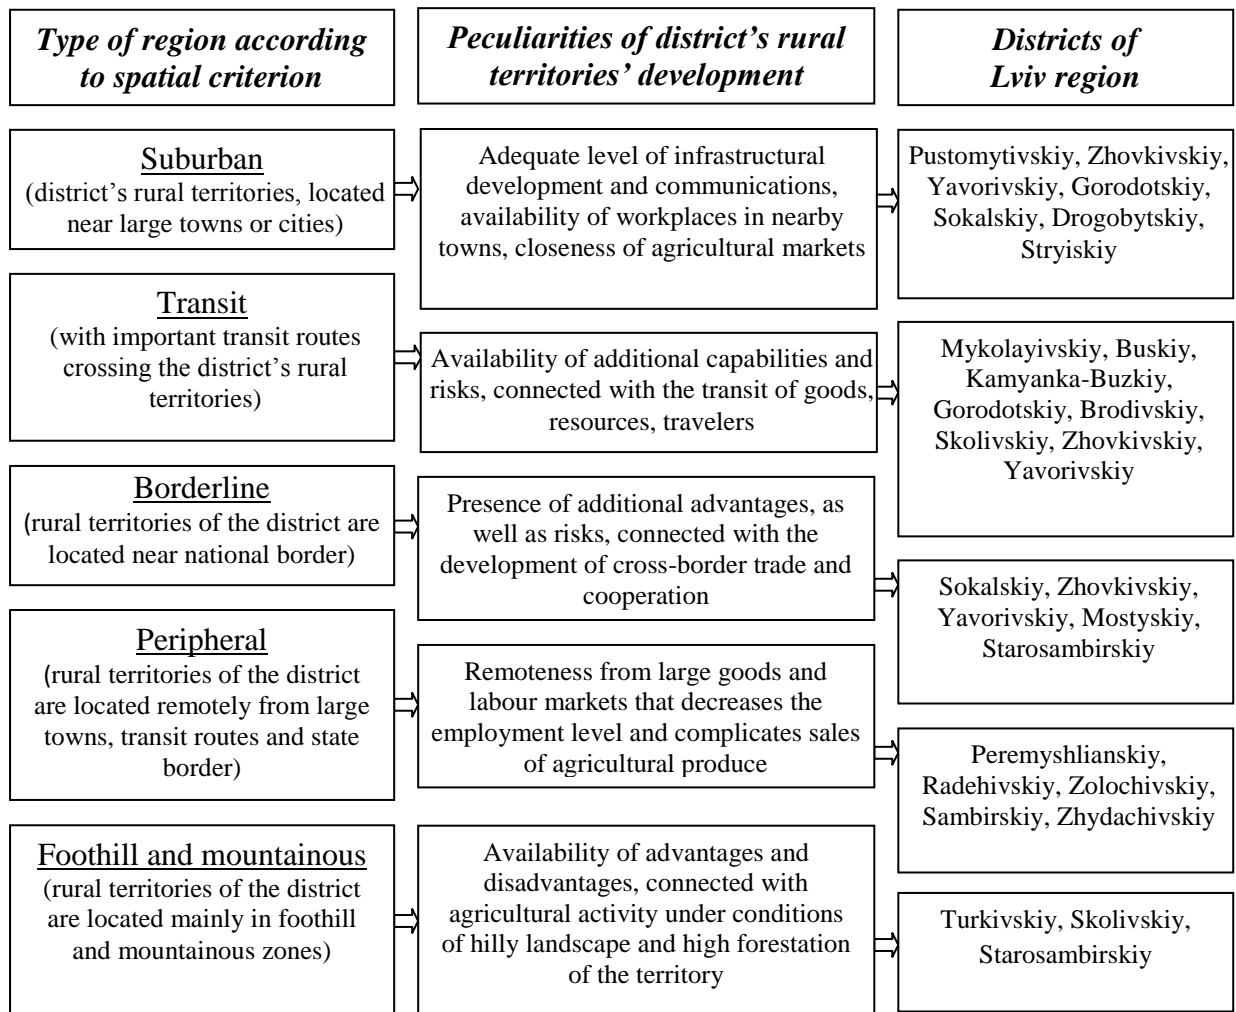 Type of region according
to spatial criterion
Peculiarities of district's rural
territories' development
Districts of
Lviv region
Suburban
(district's rural territories, located
near large towns or cities)
Adequate level of infrastructural
development and communications,
availability of workplaces in nearby
towns, closeness of agricultural markets
Pustomytivskiy, Zhovkivskiy,
Yavorivskiy, Gorodotskiy,
Sokalskiy, Drogobytskiy,
Stryiskiy
Transit
(with important transit routes
crossing the district's rural
territories)
Availability of additional capabilities and
risks, connected with the transit of goods,
resources, travelers
Mykolayivskiy, Buskiy,
Kamyanka-Buzkiy,
Gorodotskiy, Brodivskiy,
Skolivskiy, Zhovkivskiy,
Yavorivskiy
Borderline
(rural territories of the district are
located near national border)
Presence of additional advantages, as
well as risks, connected with the
development of cross-border trade and
cooperation
Sokalskiy, Zhovkivskiy,
Yavorivskiy, Mostyskiy,
Starosambirskiy
Peripheral
(rural territories of the district
are located remotely from large
towns, transit routes and state
border)
Remoteness from large goods and
labour markets that decreases the
employment level and complicates sales
of agricultural produce
Peremyshlianskiy,
Radehivskiy, Zolochivskiy,
Sambirskiy, Zhydachivskiy
Foothill and mountainous
(rural territories of the district
are located mainly in foothill
and mountainous zones)
Availability of advantages and
disadvantages, connected with
agricultural activity under conditions
of hilly landscape and high forestation
of the territory
Turkivskiy, Skolivskiy,
Starosambirskiy